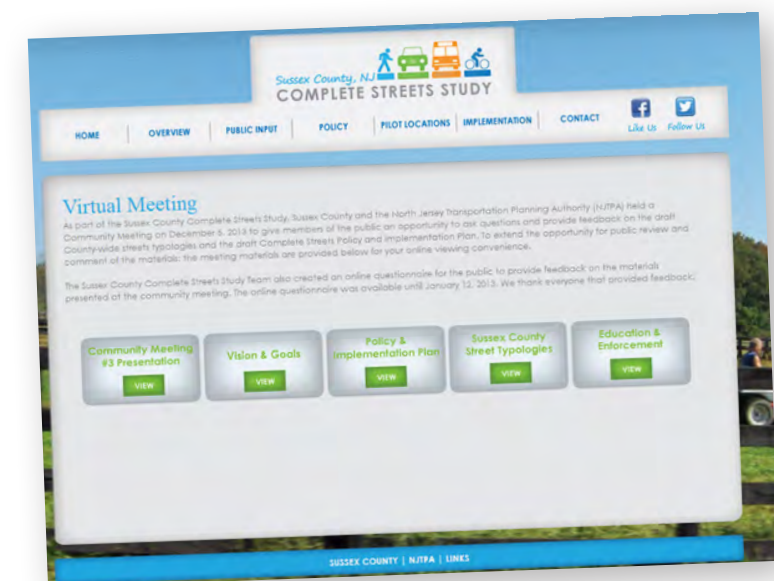 Sussex County, NJ
COMPLETE STREETS STUDY
HOME
OVERVIEW
PUBLIC INPUT
POLICY
PILOT LOCATIONS
IMPLEMENTATION
CONTACT
Like Us
Follow Us
Virtual Meeting
As part of the Sussex County Complete Streets Study, Sussex County and the North Jersey Transportation Planning Authority (NJTPA) held a
Community Meeting on December 5, 2013 to give members of the public an opportunity to ask questions and provide feedback on the draft
County-wide streets typologies and the draft Complete Streets Policy and Implementation Plan. To extend the opportunity for public review and
comment of the materials, the meeting materials are provided below for your online viewing convenience.
The Sussex County Complete Streets Study Team also created an online questionnaire for the public to provide feedback on the materials
presented at the community meeting. The online questionnaire was available until January 12, 2013. We thank everyone that provided feedback.
Community Meeting
#3 Presentation
VIEW
Vision & Goals
VIEW
Policy &
Implementation Plan
VIEW
Sussex County
Street Typologies
VIEW
Education &
Enforcement
VIEW
SUSSEX COUNTY | NJTPA | LINKS